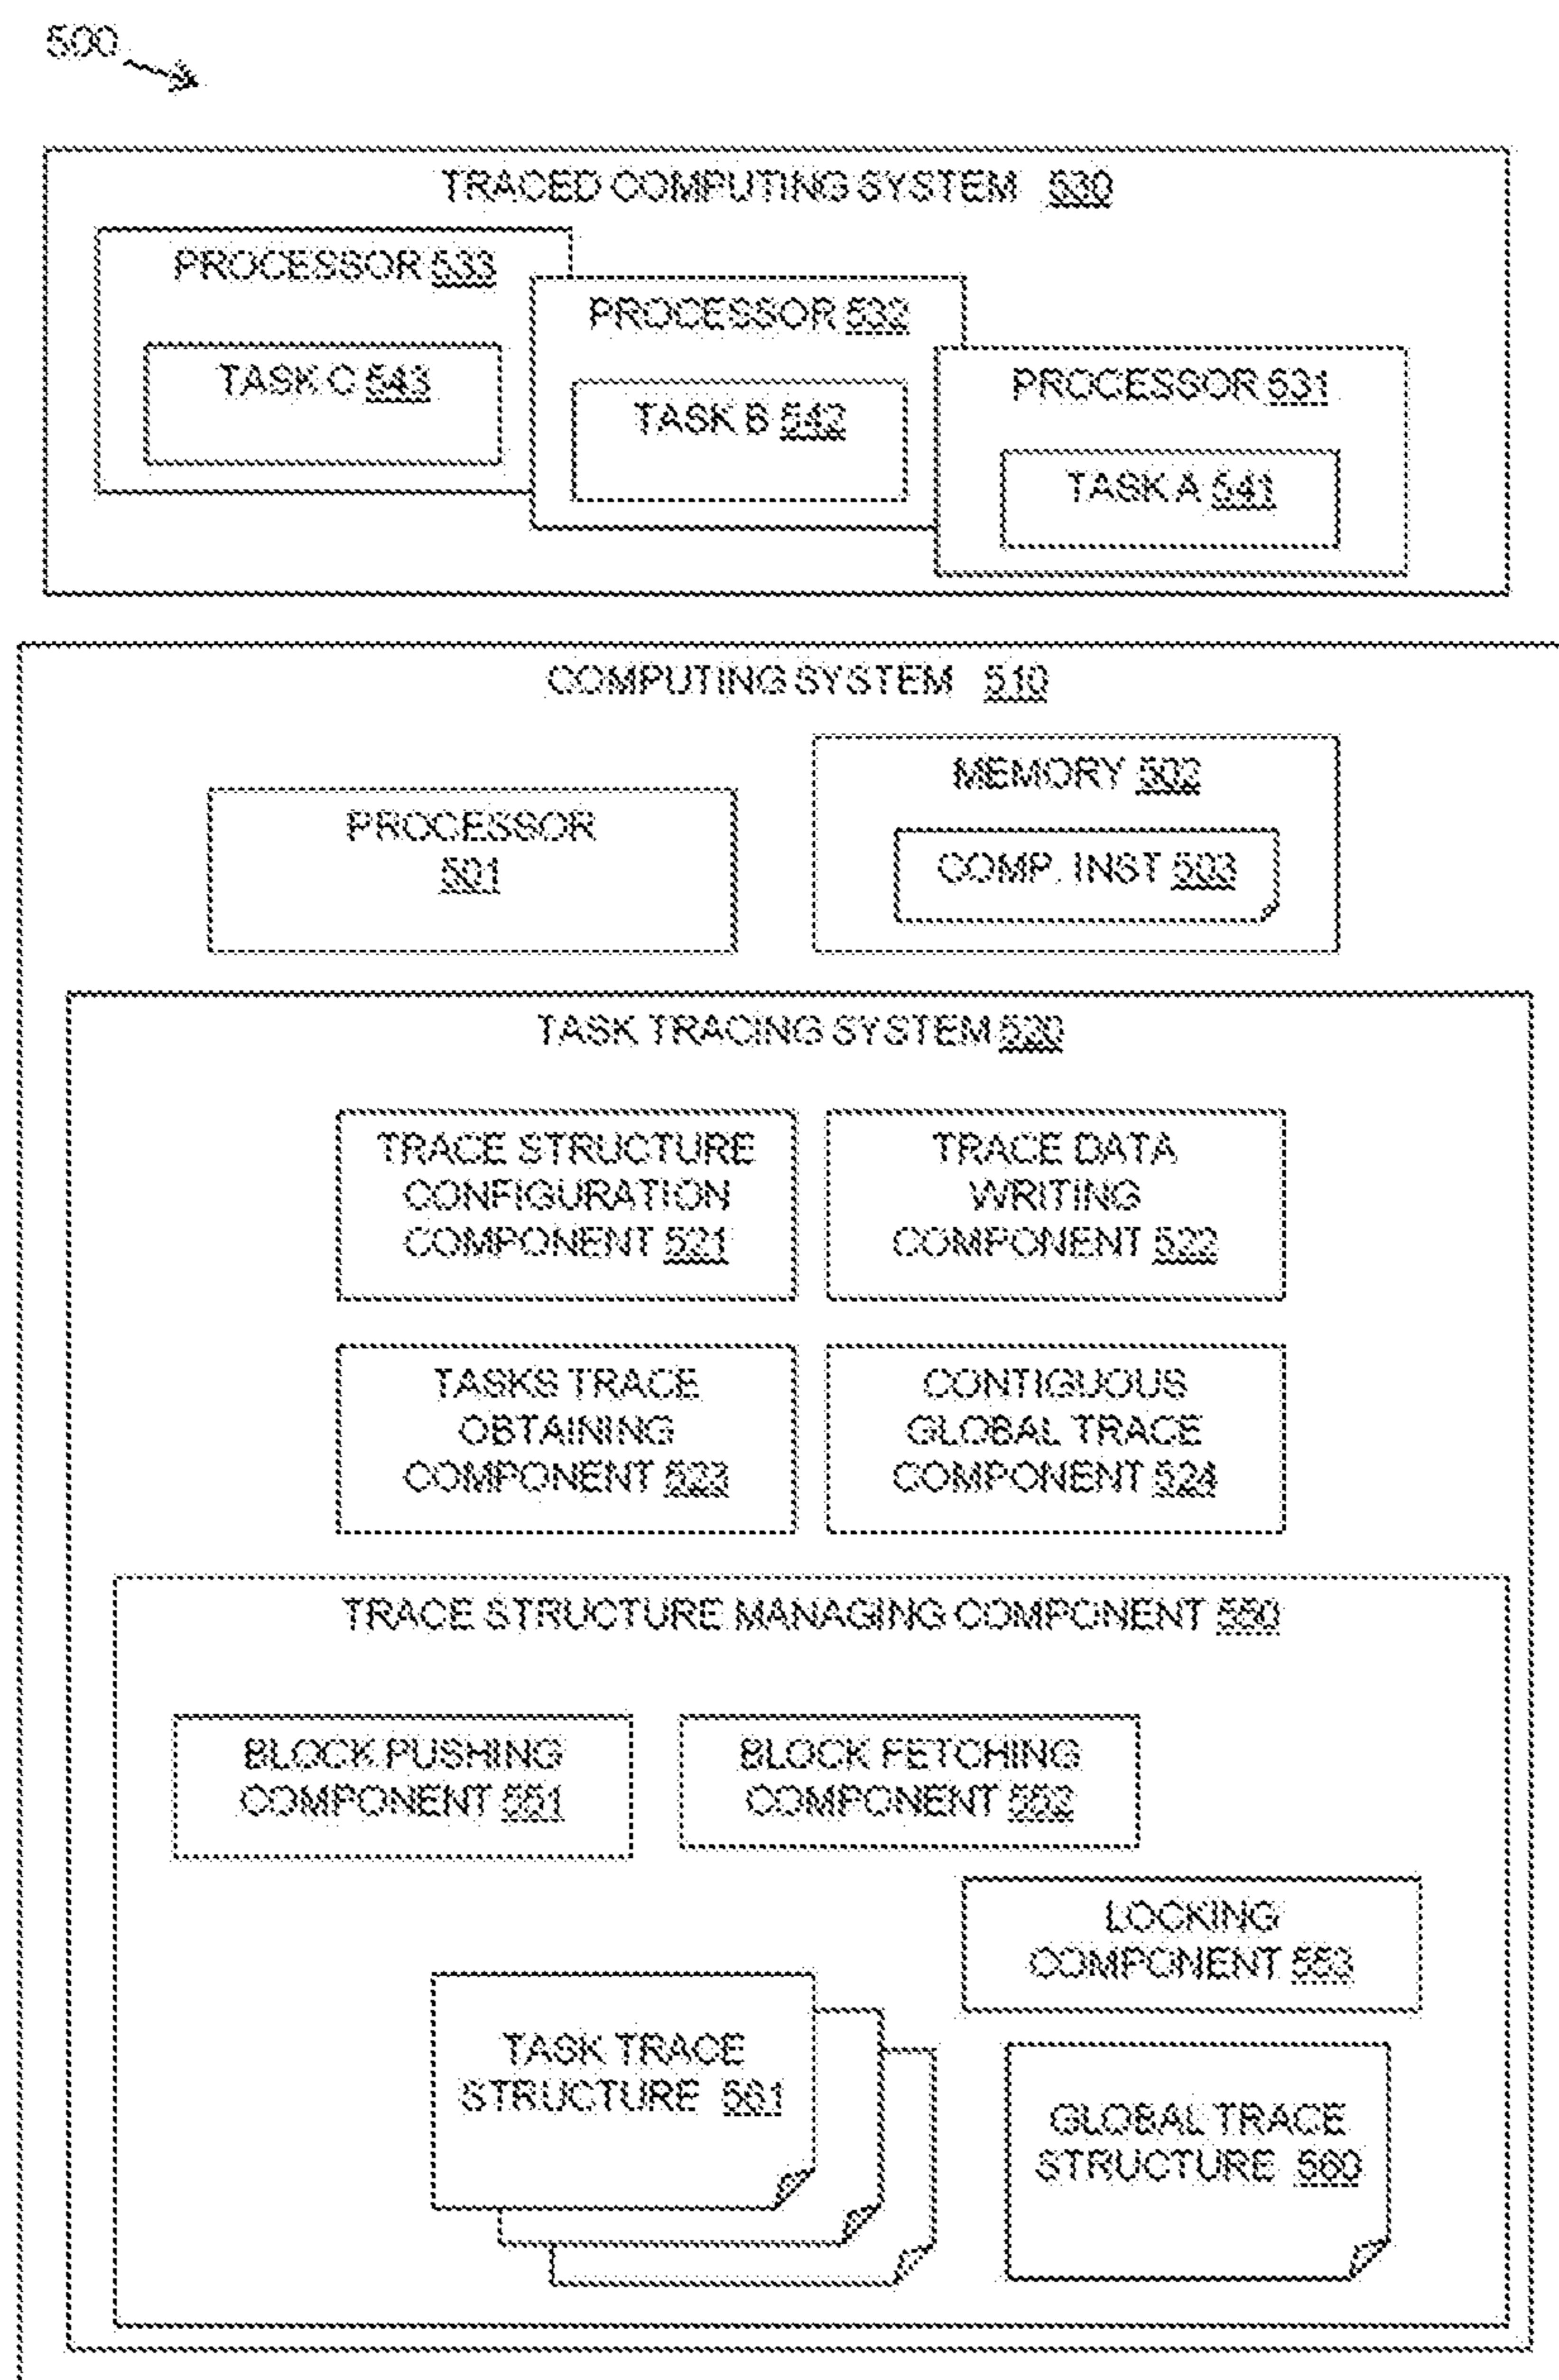 500
TRACED COMPUTING SYSTEM 530
PROCESSOR 533
TASK C 543
PROCESSOR 532
TASK B 542
PROCESSOR 531
TASK A 541
COMPUTING SYSTEM 510
PROCESSOR
501
MEMORY 502
COMP. INST 503
TASK TRACING SYSTEM 520
TRACE STRUCTURE
CONFIGURATION
COMPONENT 521
TRACE DATA
WRITING
COMPONENT 522
TASKS TRACE
OBTAINING
COMPONENT 523
CONTIGUOUS
GLOBAL TRACE
COMPONENT 524
TRACE STRUCTURE MANAGING COMPONENT 550
BLOCK PUSHING
COMPONENT 551
BLOCK FETCHING
COMPONENT 552
LOCKING
COMPONENT 553
TASK TRACE
STRUCTURE 561
GLOBAL TRACE
STRUCTURE 560